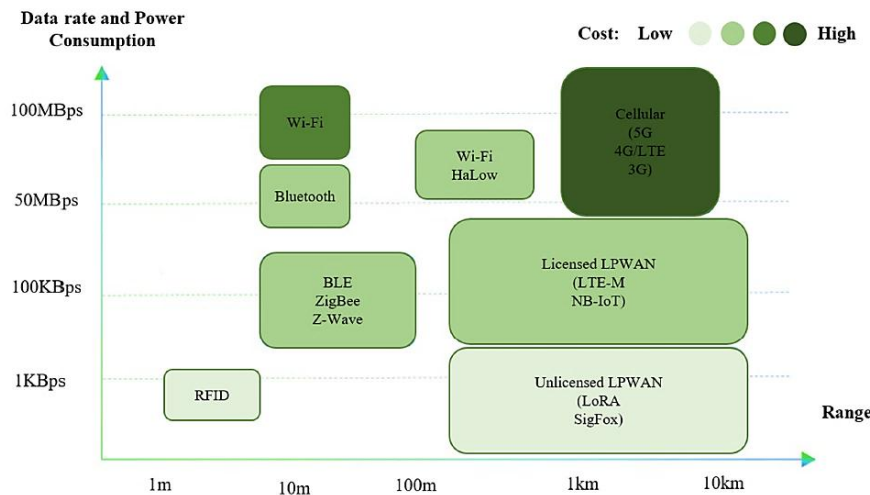 Data rate and Power
Consumption
Cost: Low High
100MBps
Wi-Fi
Cellular
(5G
4G/LTE
3G)
Wi-Fi
HaLow
Bluetooth
50MBps
Licensed LPWAN
(LTE-M
NB-IoT)
BLE
ZigBee
Z-Wave
100KBps
1KBps
RFID
Unlicensed LPWAN
(LoRA
SigFox)
Range
1m 10m 100m 1km 10km